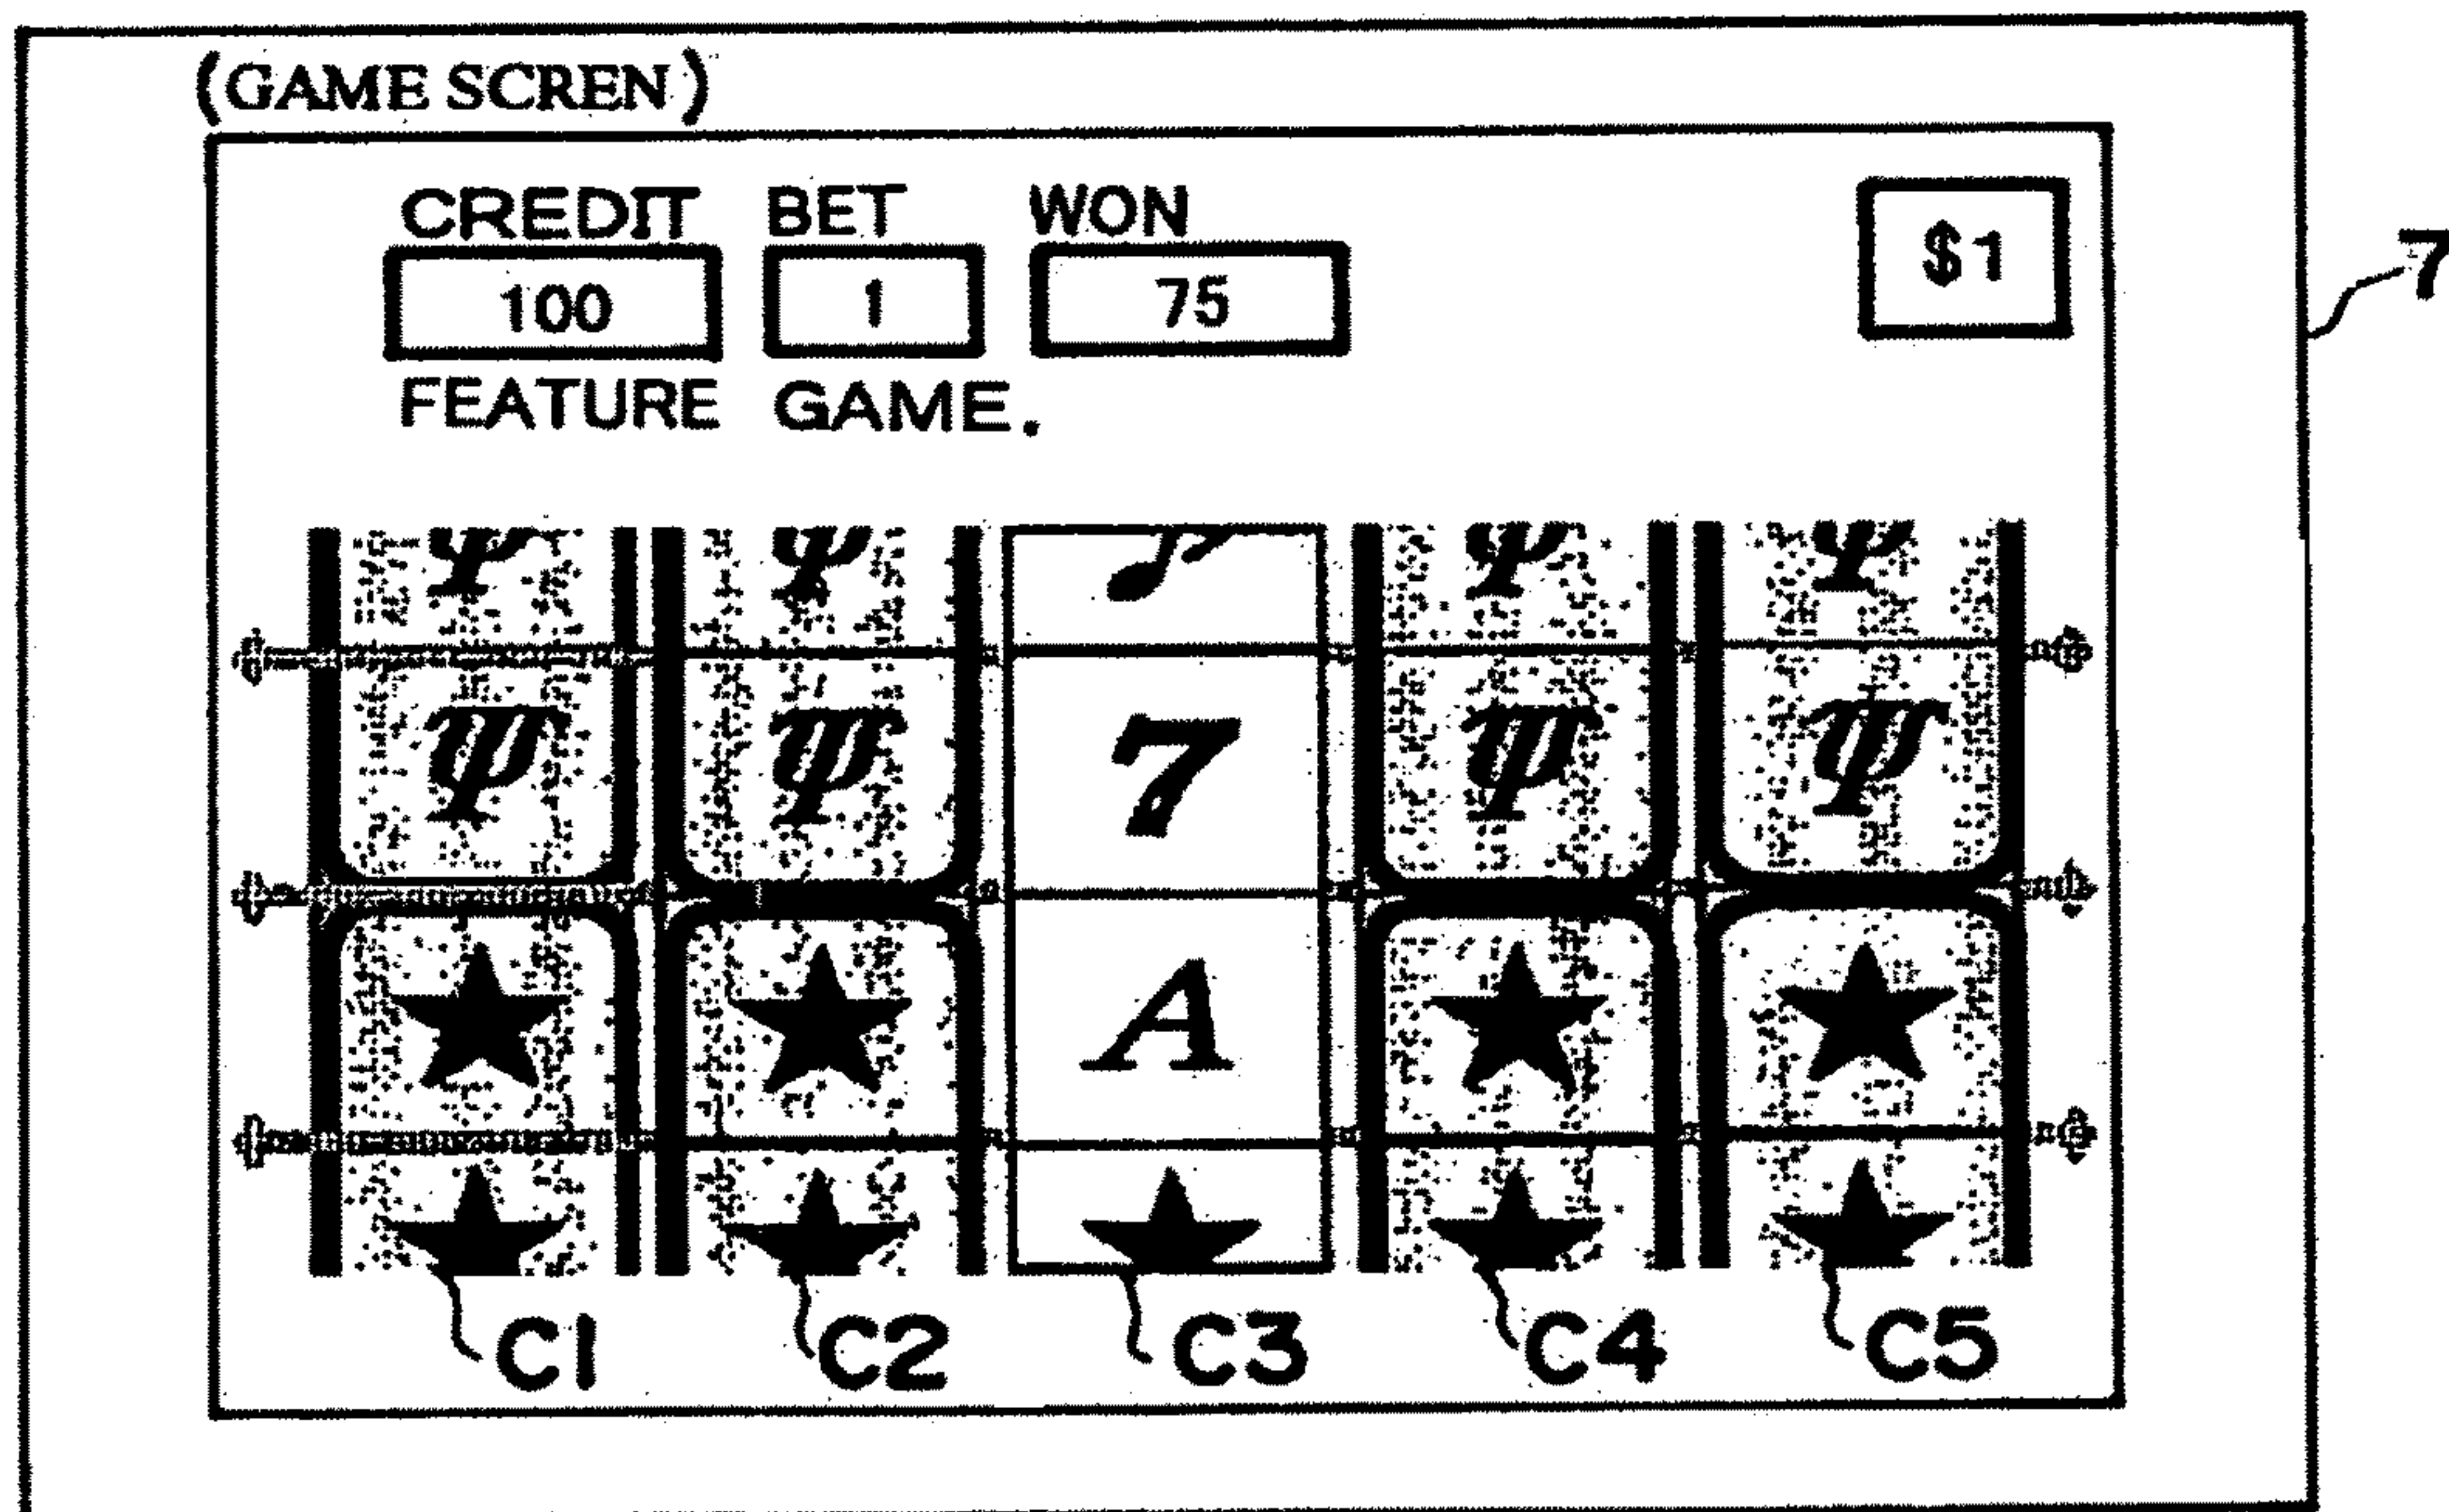 (GAME SCREN)
CREDIT BET WON
$1
100 1 75
7
FEATURE GAME.
Ψ Ψ ♪ Ψ Ψ
Ψ Ψ 7 Ψ Ψ
★ ★ A ★ ★
★ ★ ★ ★ ★
C1 C2 C3 C4 C5